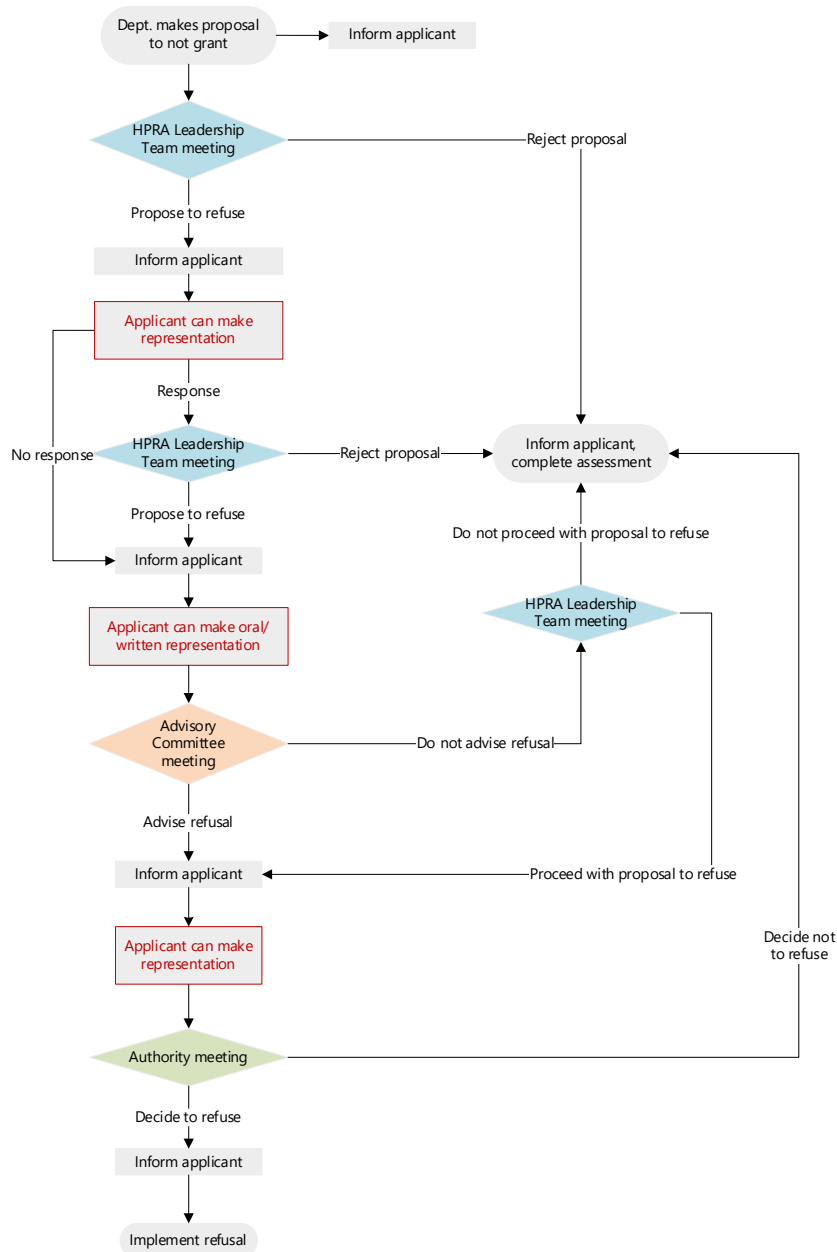 Dept. makes proposal
to not grant
Inform applicant
HPRA Leadership
Team meeting
Reject proposal
Propose to refuse
Inform applicant
Applicant can make
representation
Response
No response
HPRA Leadership
Team meeting
Reject proposal
Inform applicant,
complete assessment
Propose to refuse
Do not proceed with proposal to refuse
Inform applicant
HPRA Leadership
Team meeting
Applicant can make oral/
written representation
Advisory
Committee
meeting
Do not advise refusal
Advise refusal
Inform applicant
Proceed with proposal to refuse
Applicant can make
representation
Decide not
to refuse
Authority meeting
Decide to refuse
Inform applicant
Implement refusal